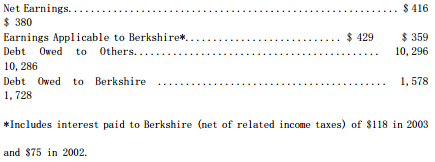 Net Earnings................................................................. $ 416
$ 380
Earnings Applicable to Berkshire*............................ $ 429 $ 359
Debt Owed to Others............................................ 10,296
10,286
Debt Owed to Berkshire ......................................... 1,578
1,728
*Includes interest paid to Berkshire (net of related income taxes) of $118 in 2003
and $75 in 2002.